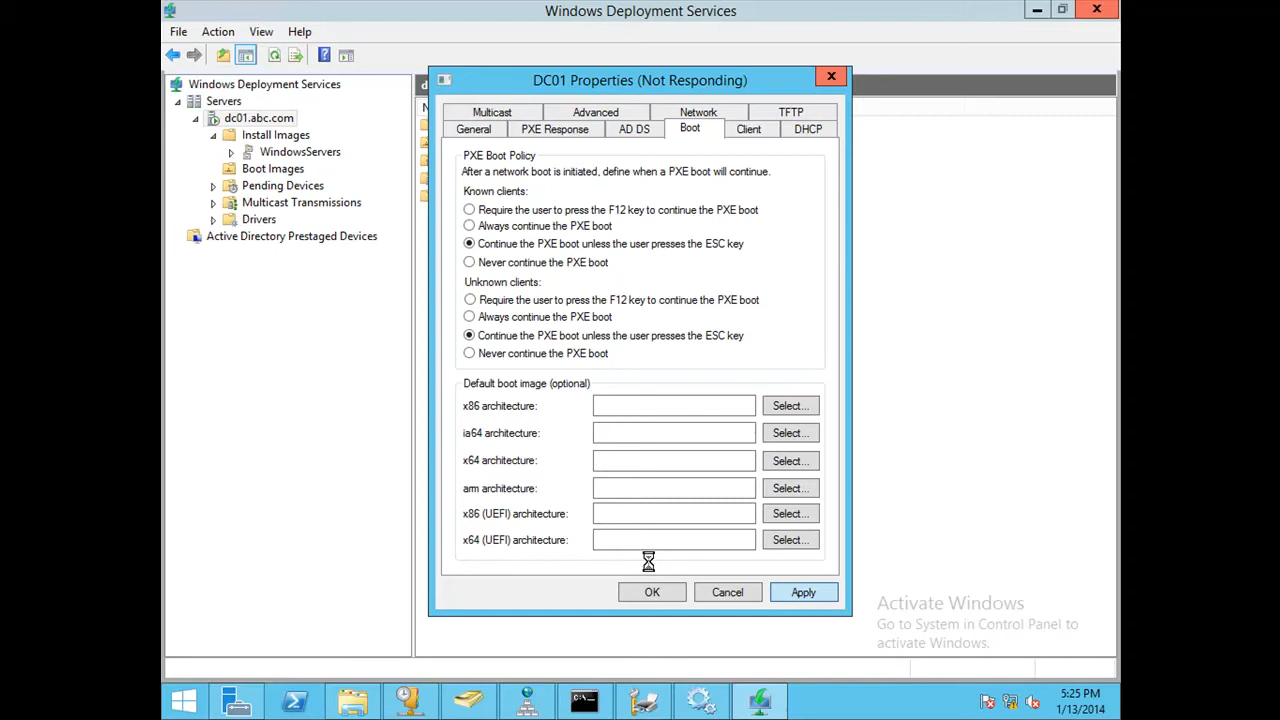 Windows Deployment Services
File Action View Help
Windows Deployment Services
Servers
dc01.abc.com
Install Images
WindowsServers
Boot Images
Pending Devices
Multicast Transmissions
Drivers
Active Directory Prestaged Devices
DC01 Properties (Not Responding)
Multicast Advanced Network TFTP
General PXE Response AD DS Boot Client DHCP
PXE Boot Policy
After a network boot is initiated, define when a PXE boot will continue.
Known clients:
Require the user to press the F12 key to continue the PXE boot
Always continue the PXE boot
Continue the PXE boot unless the user presses the ESC key
Never continue the PXE boot
Unknown clients:
Require the user to press the F12 key to continue the PXE boot
Always continue the PXE boot
Continue the PXE boot unless the user presses the ESC key
Never continue the PXE boot
Default boot image (optional)
x86 architecture: Select...
ia64 architecture: Select...
x64 architecture: Select...
arm architecture: Select...
x86 (UEFI) architecture: Select...
x64 (UEFI) architecture: Select...
OK Cancel Apply
Activate Windows
Go to System in Control Panel to
activate Windows.
5:25 PM
1/13/2014